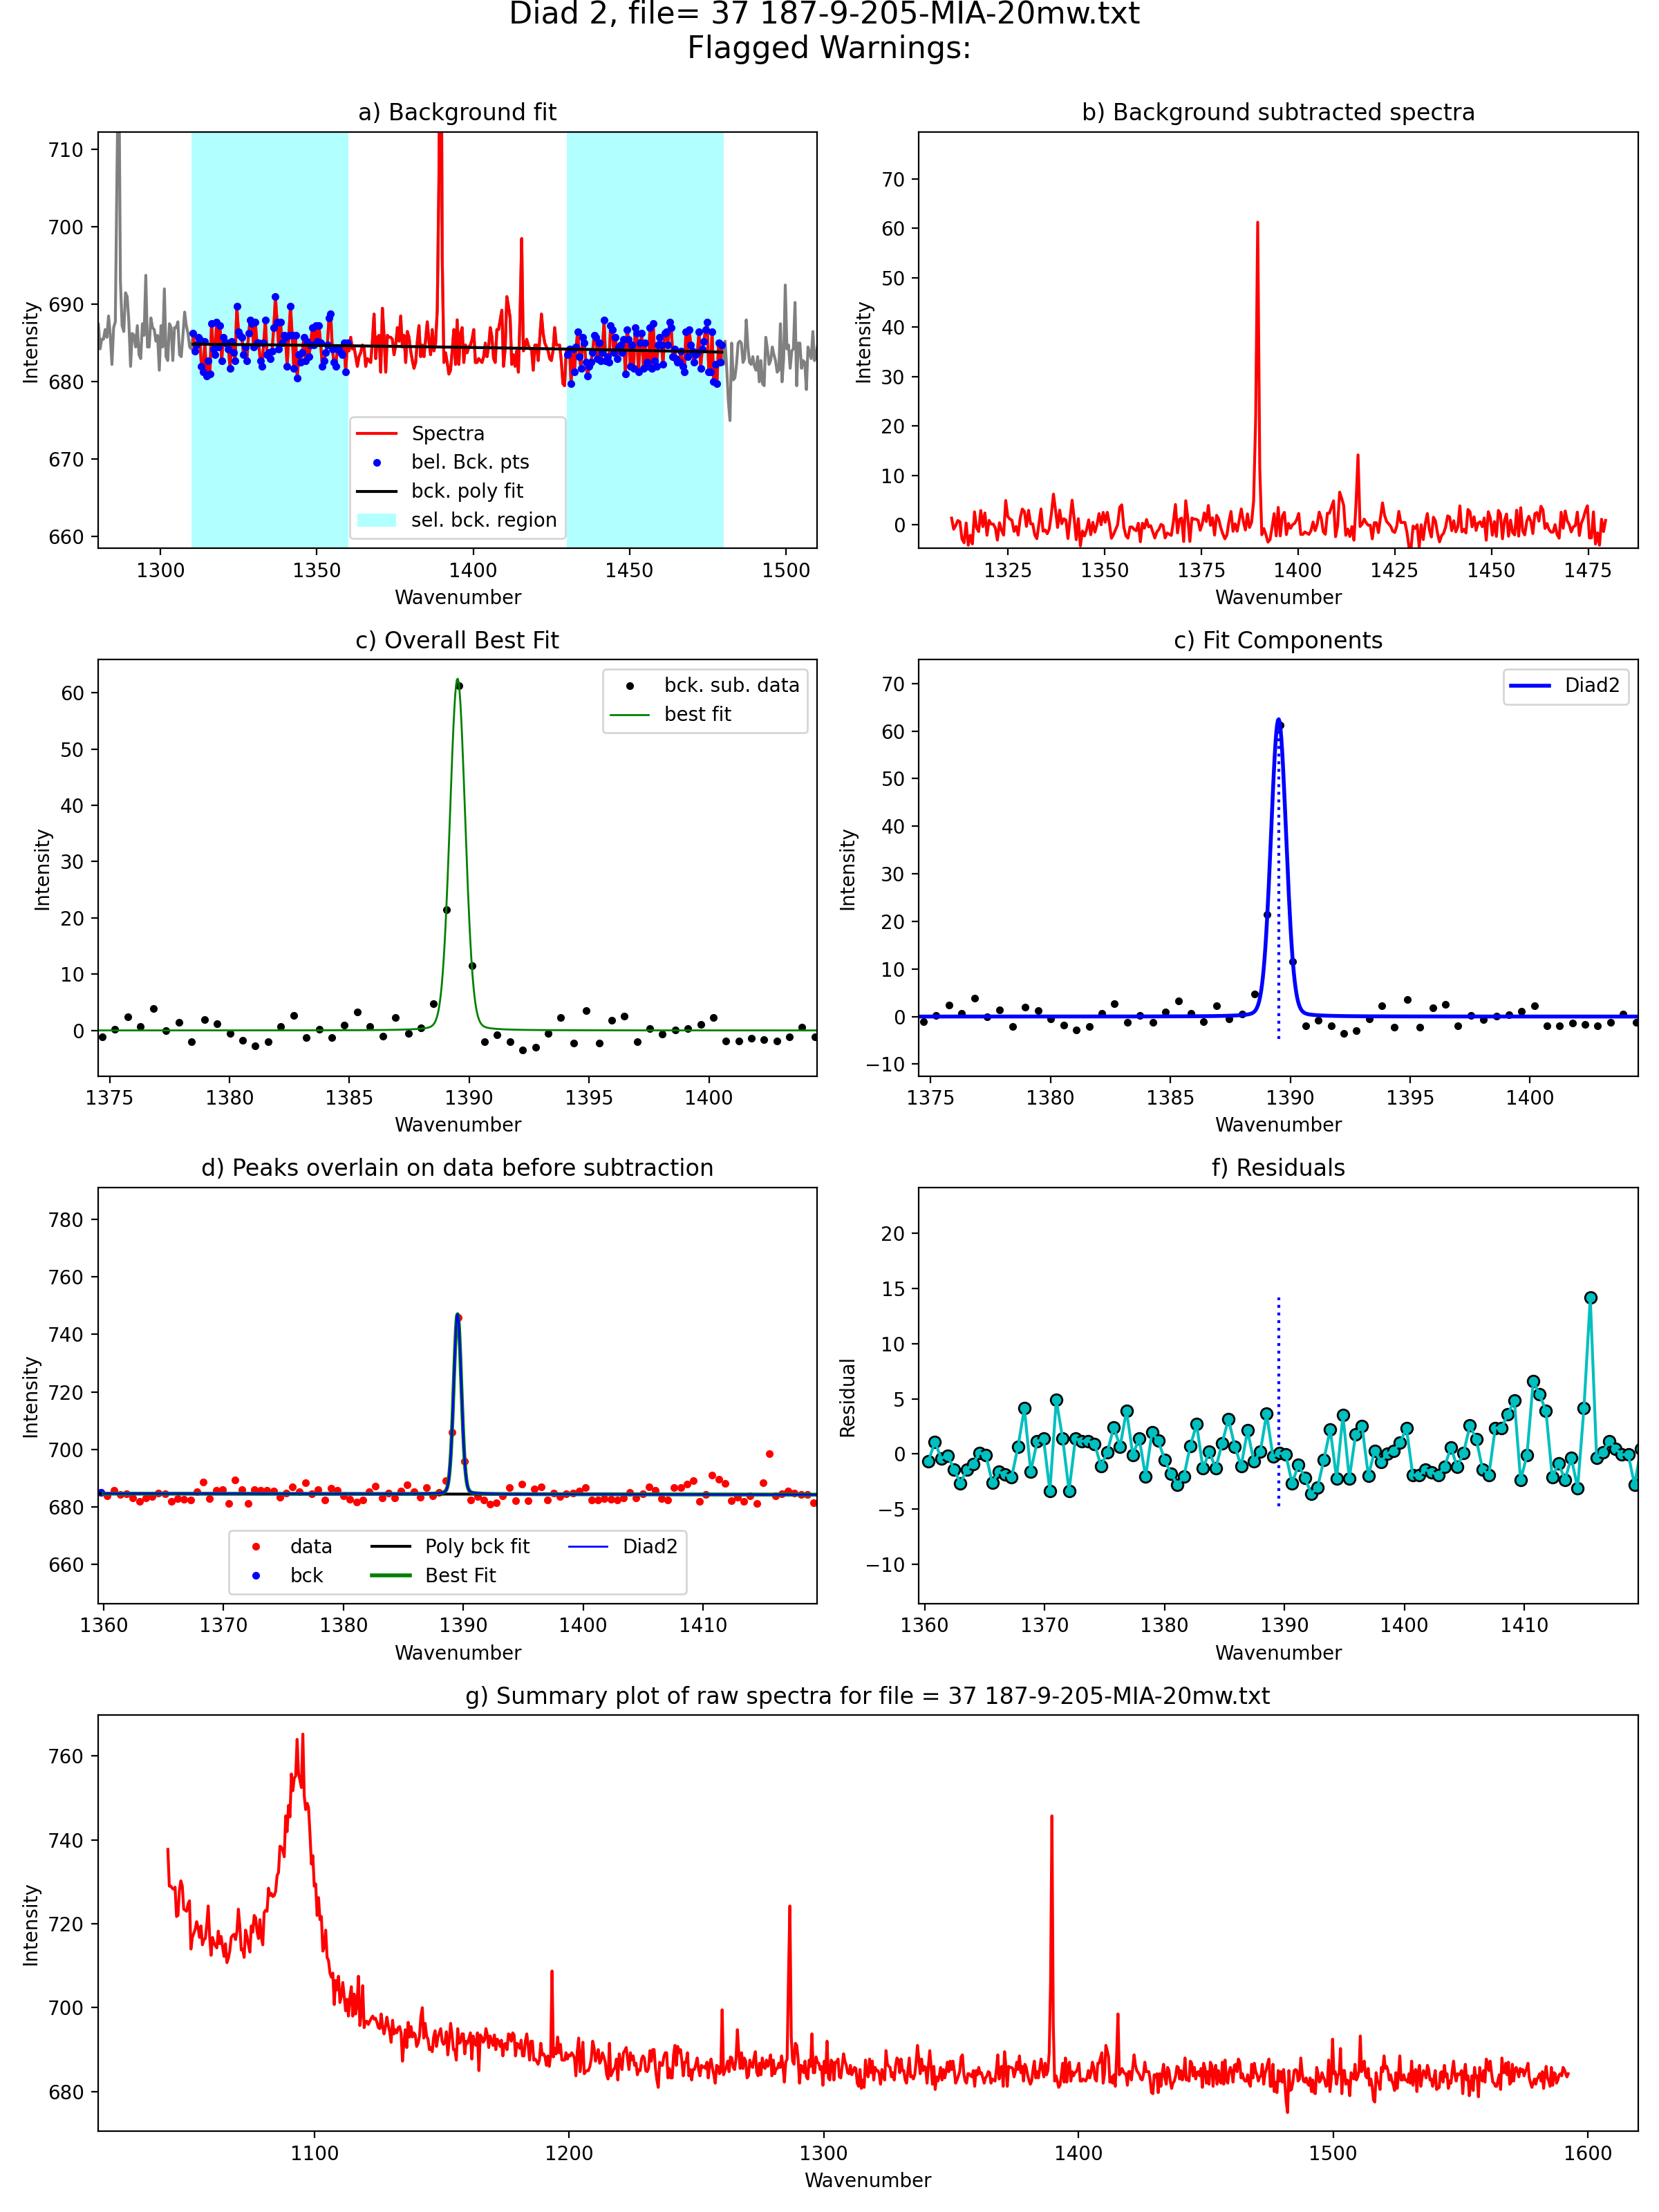 Diad 2, file= 37 187-9-205-MIA-20mw.txt
Flagged Warnings:
a) Background fit
710
700
690
680
670
660
Intensity
Spectra
bel. Bck. pts
bck. poly fit
sel. bck. region
1300 1350 1400 1450 1500
Wavenumber
b) Background subtracted spectra
70
60
50
40
30
20
10
0
Intensity
1325 1350 1375 1400 1425 1450 1475
Wavenumber
c) Overall Best Fit
60
50
40
30
20
10
0
Intensity
bck. sub. data
best fit
1375 1380 1385 1390 1395 1400
Wavenumber
c) Fit Components
70
60
50
40
30
20
10
0
−10
Intensity
Diad2
1375 1380 1385 1390 1395 1400
Wavenumber
d) Peaks overlain on data before subtraction
780
760
740
720
700
680
660
Intensity
data
bck
Poly bck fit
Best Fit
Diad2
1360 1370 1380 1390 1400 1410
Wavenumber
f) Residuals
20
15
10
5
0
−5
−10
Residual
1360 1370 1380 1390 1400 1410
Wavenumber
g) Summary plot of raw spectra for file = 37 187-9-205-MIA-20mw.txt
760
740
720
700
680
Intensity
1100 1200 1300 1400 1500 1600
Wavenumber